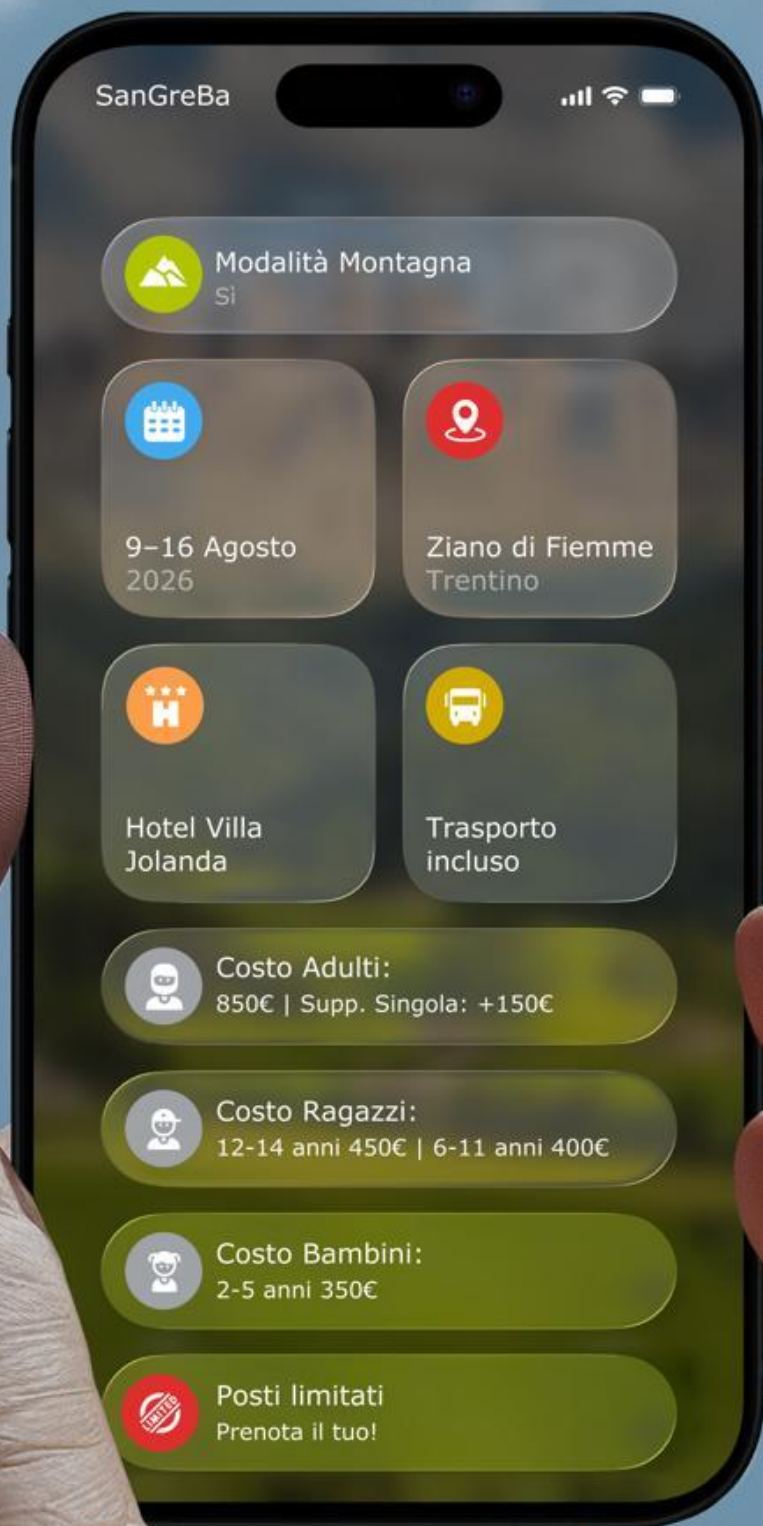 SanGreBa
Modalità Montagna
Sì
9–16 Agosto
2026
Ziano di Fiemme
Trentino
Hotel Villa
Jolanda
Trasporto
incluso
Costo Adulti:
850€ | Supp. Singola: +150€
Costo Ragazzi:
12-14 anni 450€ | 6-11 anni 400€
Costo Bambini:
2-5 anni 350€
LIMITED
Posti limitati
Prenota il tuo!